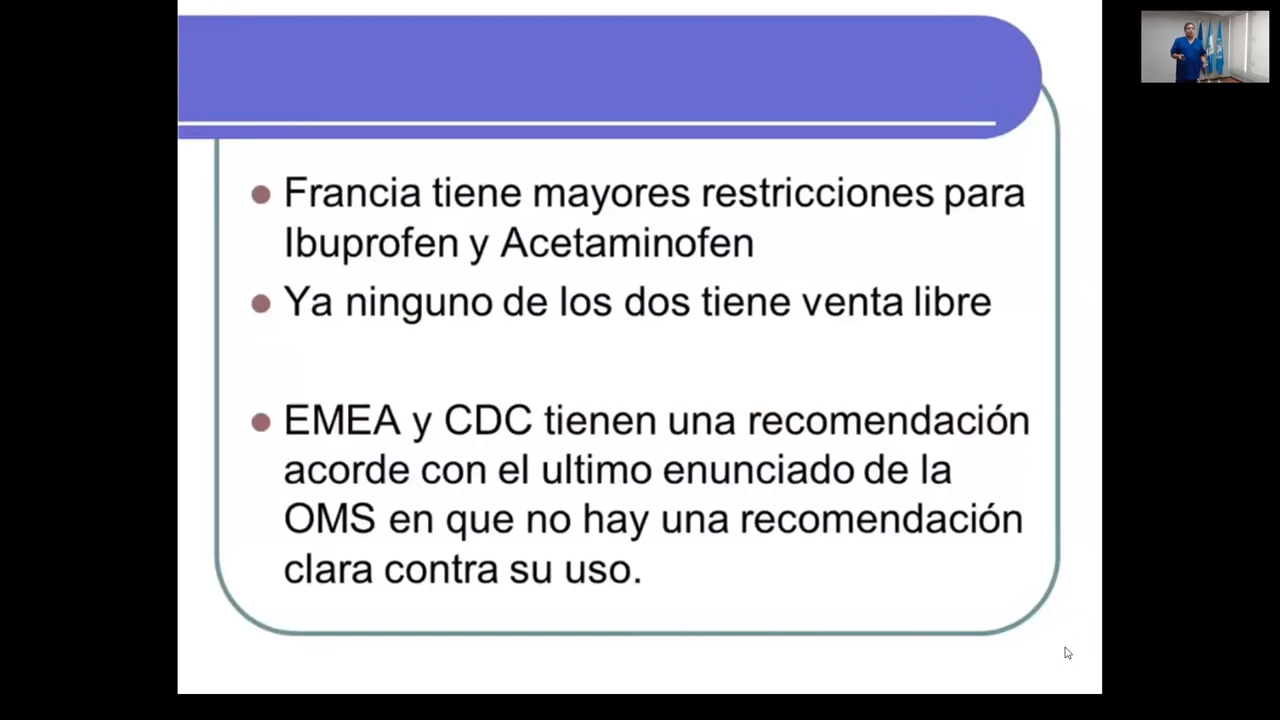 Francia tiene mayores restricciones para
Ibuprofen y Acetaminofen
Ya ninguno de los dos tiene venta libre
EMEA y CDC tienen una recomendación
acorde con el ultimo enunciado de la
OMS en que no hay una recomendación
clara contra su uso.